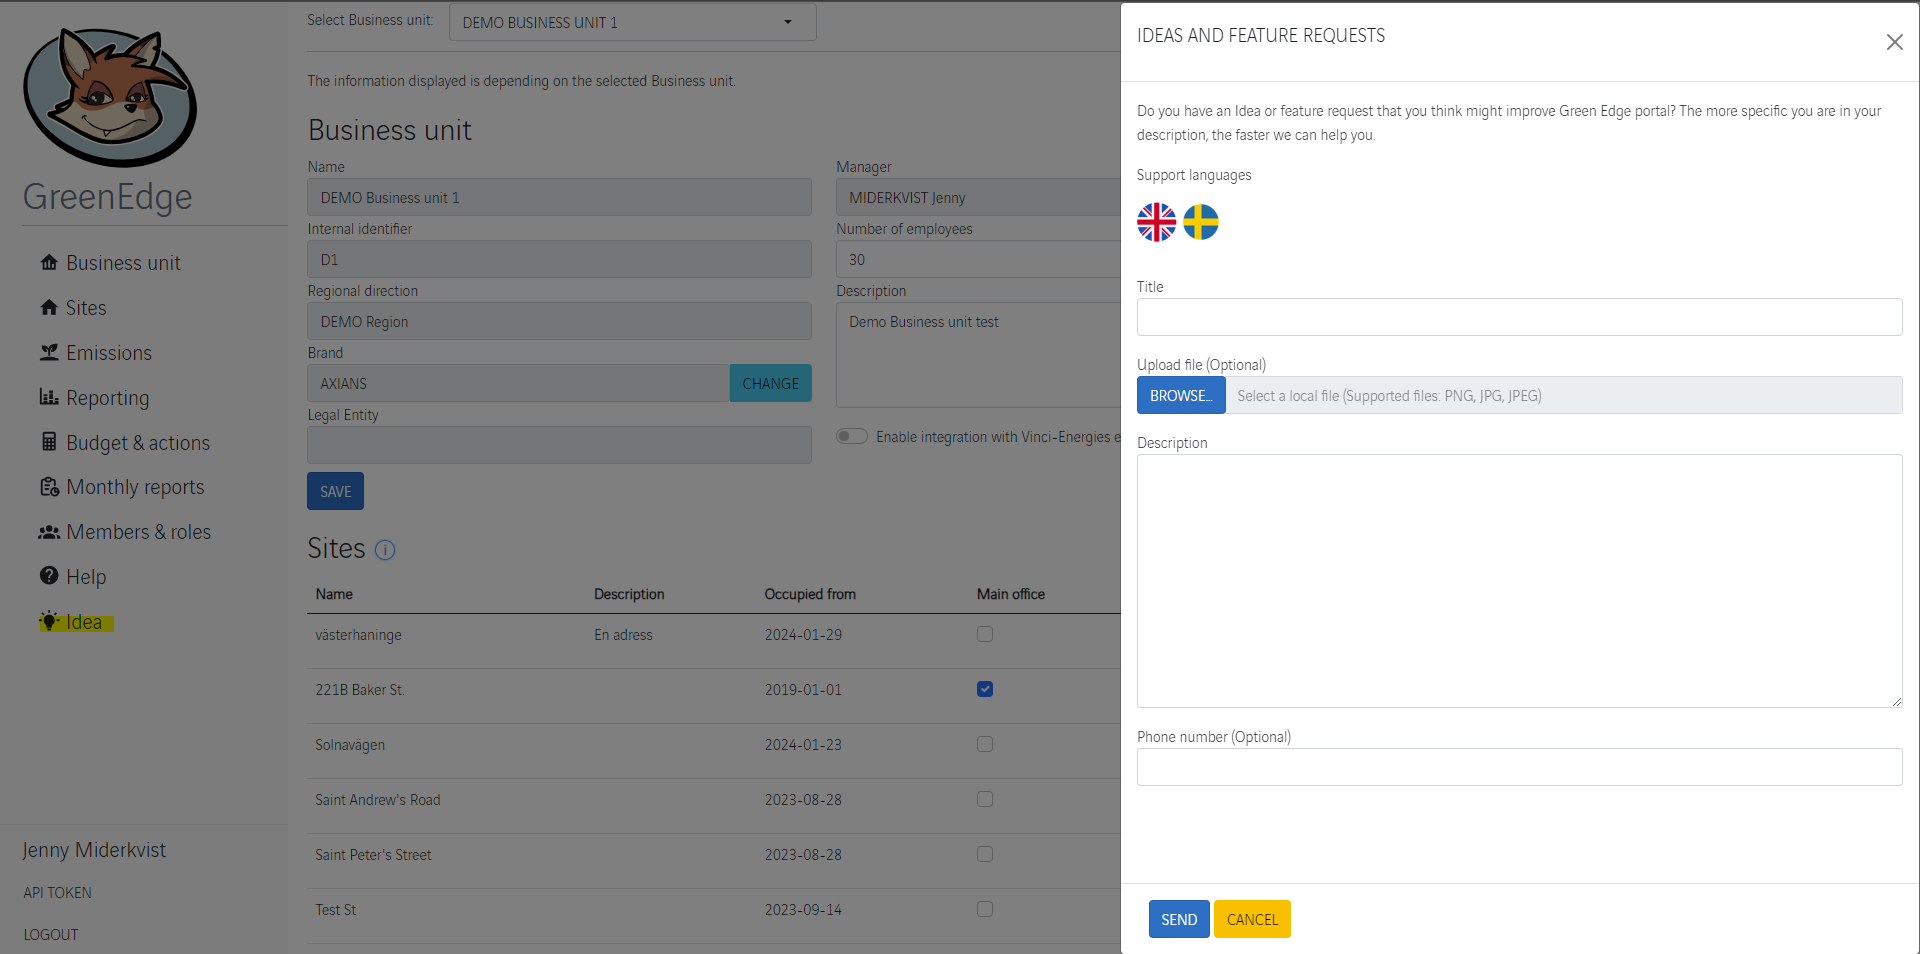 GreenEdge
Business unit
Sites
Emissions
Reporting
Budget & actions
Monthly reports
Members & roles
Help
Idea
Jenny Miderkvist
API TOKEN
LOGOUT
Select Business unit: DEMO BUSINESS UNIT 1
The information displayed is depending on the selected Business unit.
Business unit
Name
DEMO Business unit 1
Internal identifier
D1
Regional direction
DEMO Region
Brand
AXIANS CHANGE
Legal Entity
SAVE
Manager
MIDERKVIST Jenny
Number of employees
30
Description
Demo Business unit test
Enable integration with Vinci-Energies e
Sites
Name Description Occupied from Main office
västerhaninge En adress 2024-01-29
221B Baker St. 2019-01-01
Solnavägen 2024-01-23
Saint Andrew's Road 2023-08-28
Saint Peter's Street 2023-08-28
Test St 2023-09-14
IDEAS AND FEATURE REQUESTS
Do you have an Idea or feature request that you think might improve Green Edge portal? The more specific you are in your
description, the faster we can help you.
Support languages
Title
Upload file (Optional)
BROWSE... Select a local file (Supported files: PNG, JPG, JPEG)
Description
Phone number (Optional)
SEND CANCEL